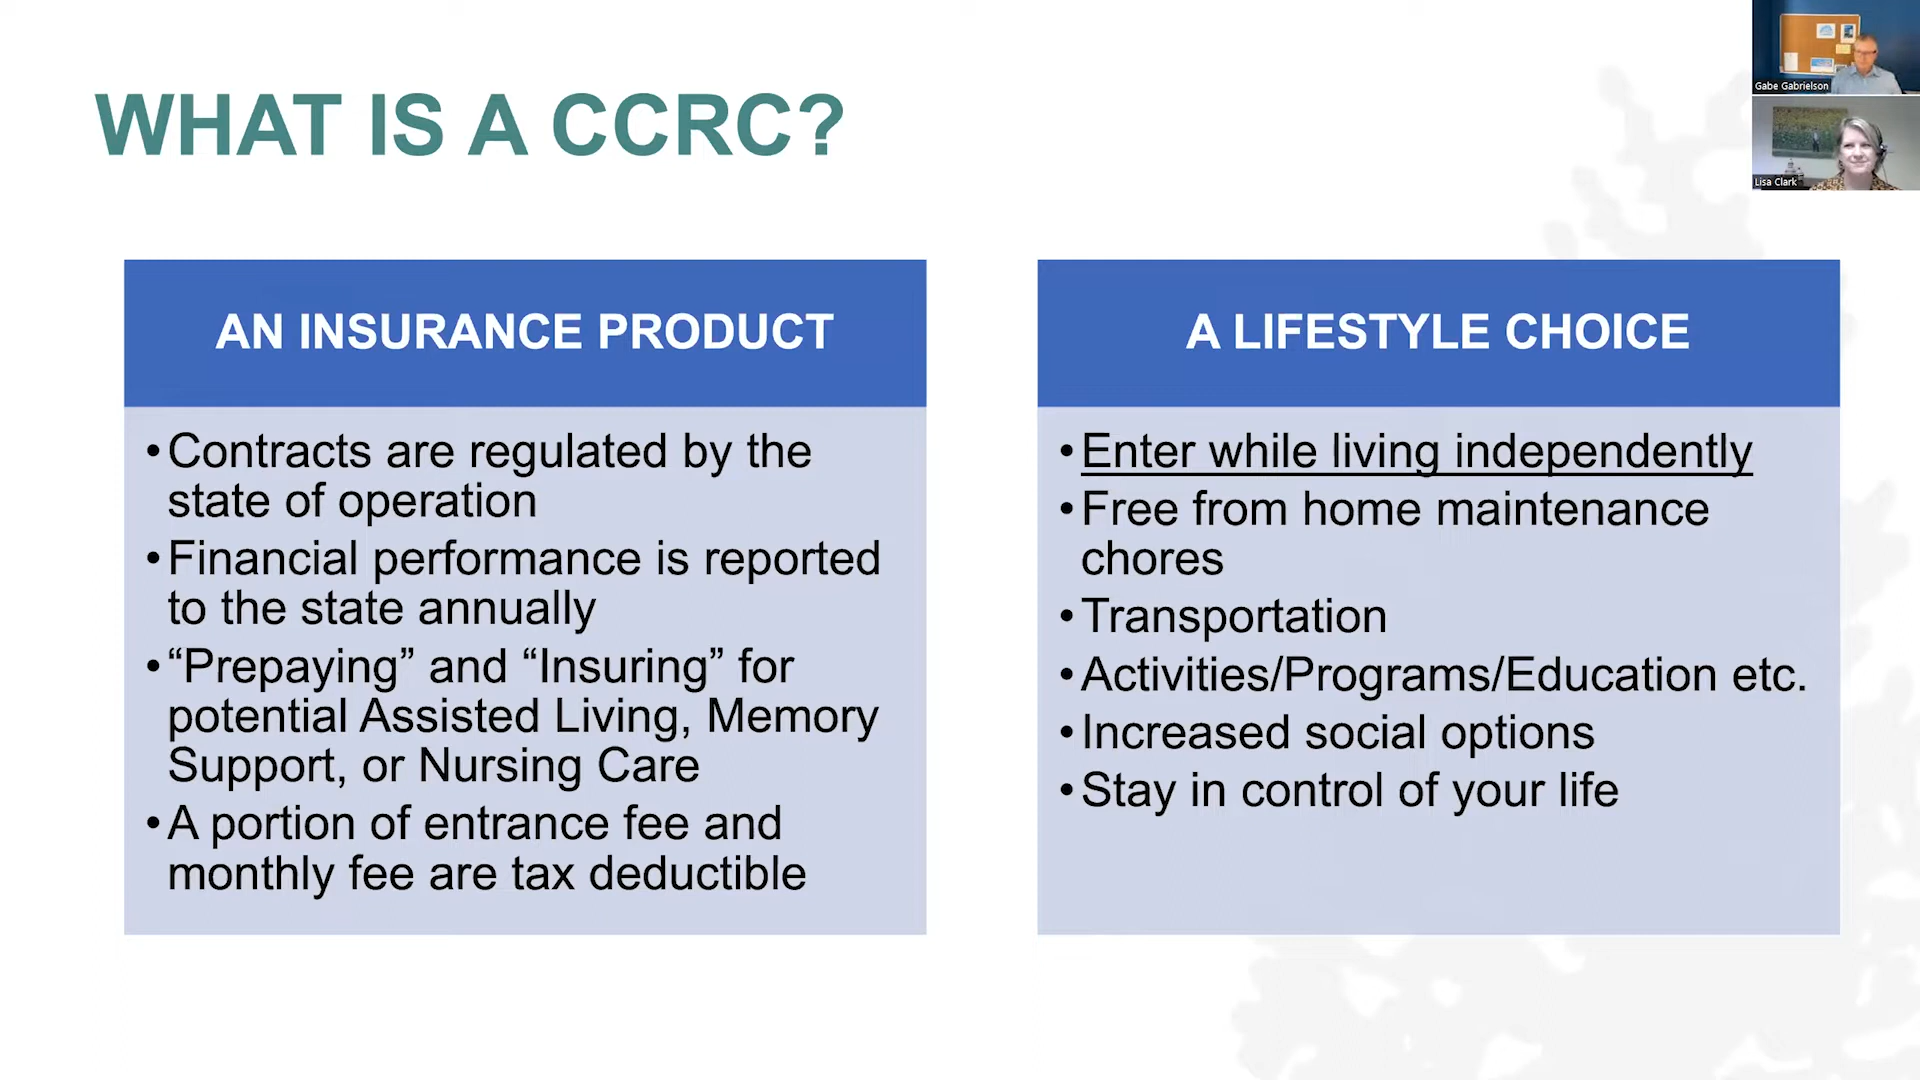 WHAT IS A CCRC?
Gabe Gabrielson
Lisa Clark
AN INSURANCE PRODUCT
•Contracts are regulated by the
state of operation
•Financial performance is reported
to the state annually
•“Prepaying” and “Insuring” for
potential Assisted Living, Memory
Support, or Nursing Care
•A portion of entrance fee and
monthly fee are tax deductible
A LIFESTYLE CHOICE
•Enter while living independently
•Free from home maintenance
chores
•Transportation
•Activities/Programs/Education etc.
•Increased social options
•Stay in control of your life